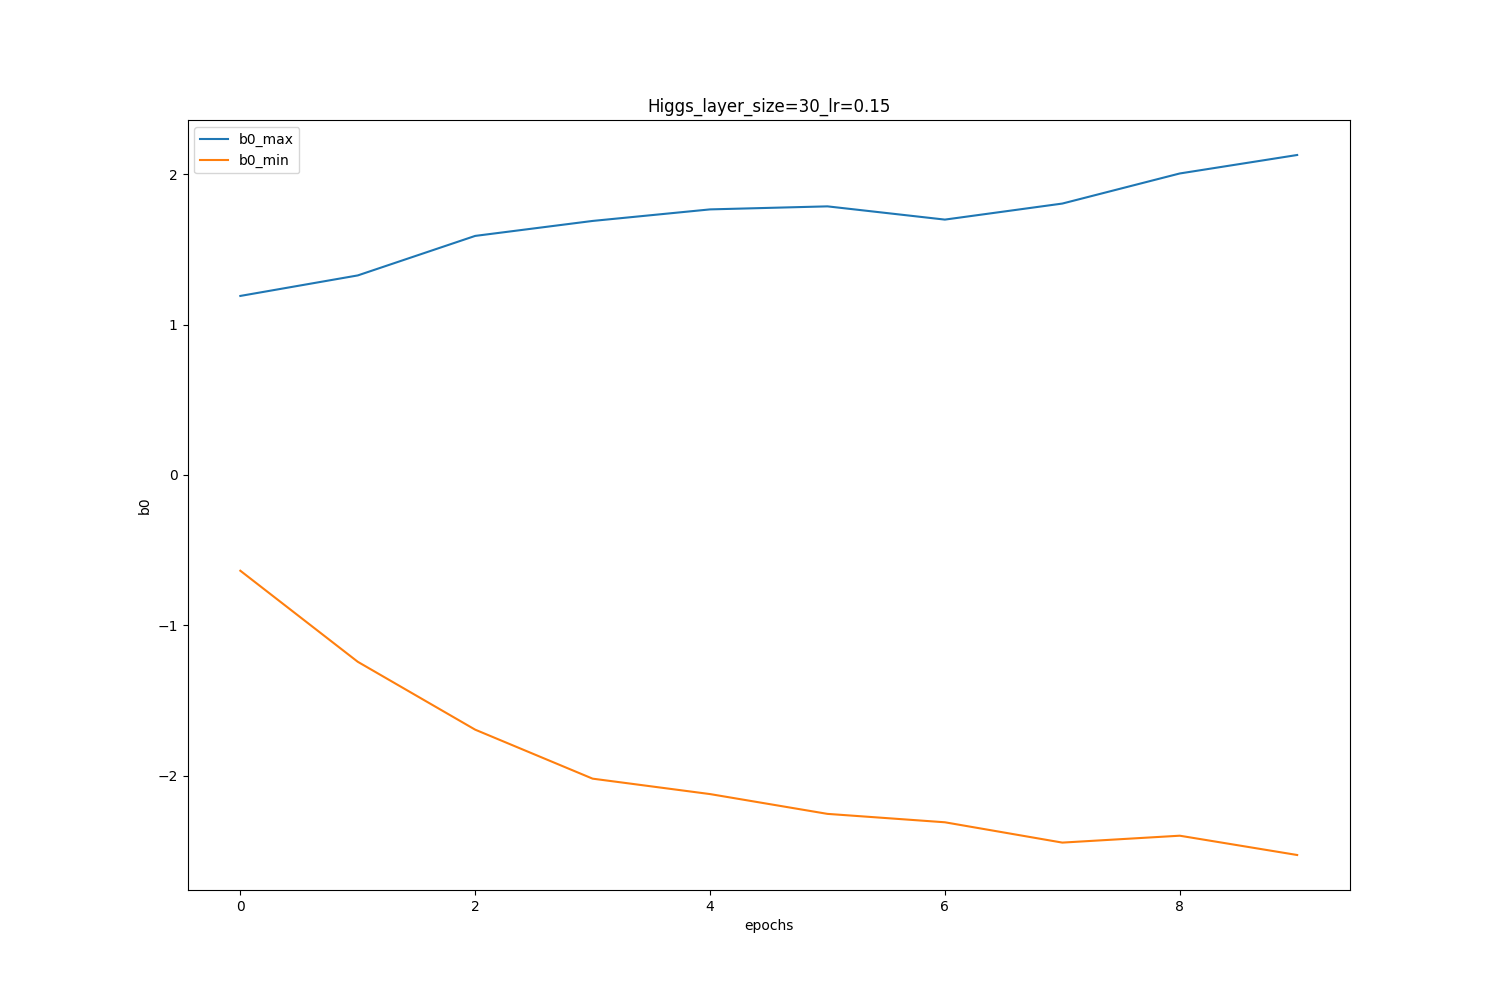 Higgs_layer_size=30_lr=0.15
b0_max
b0_min
2
1
0
−1
−2
b0
0 2 4 6 8
epochs